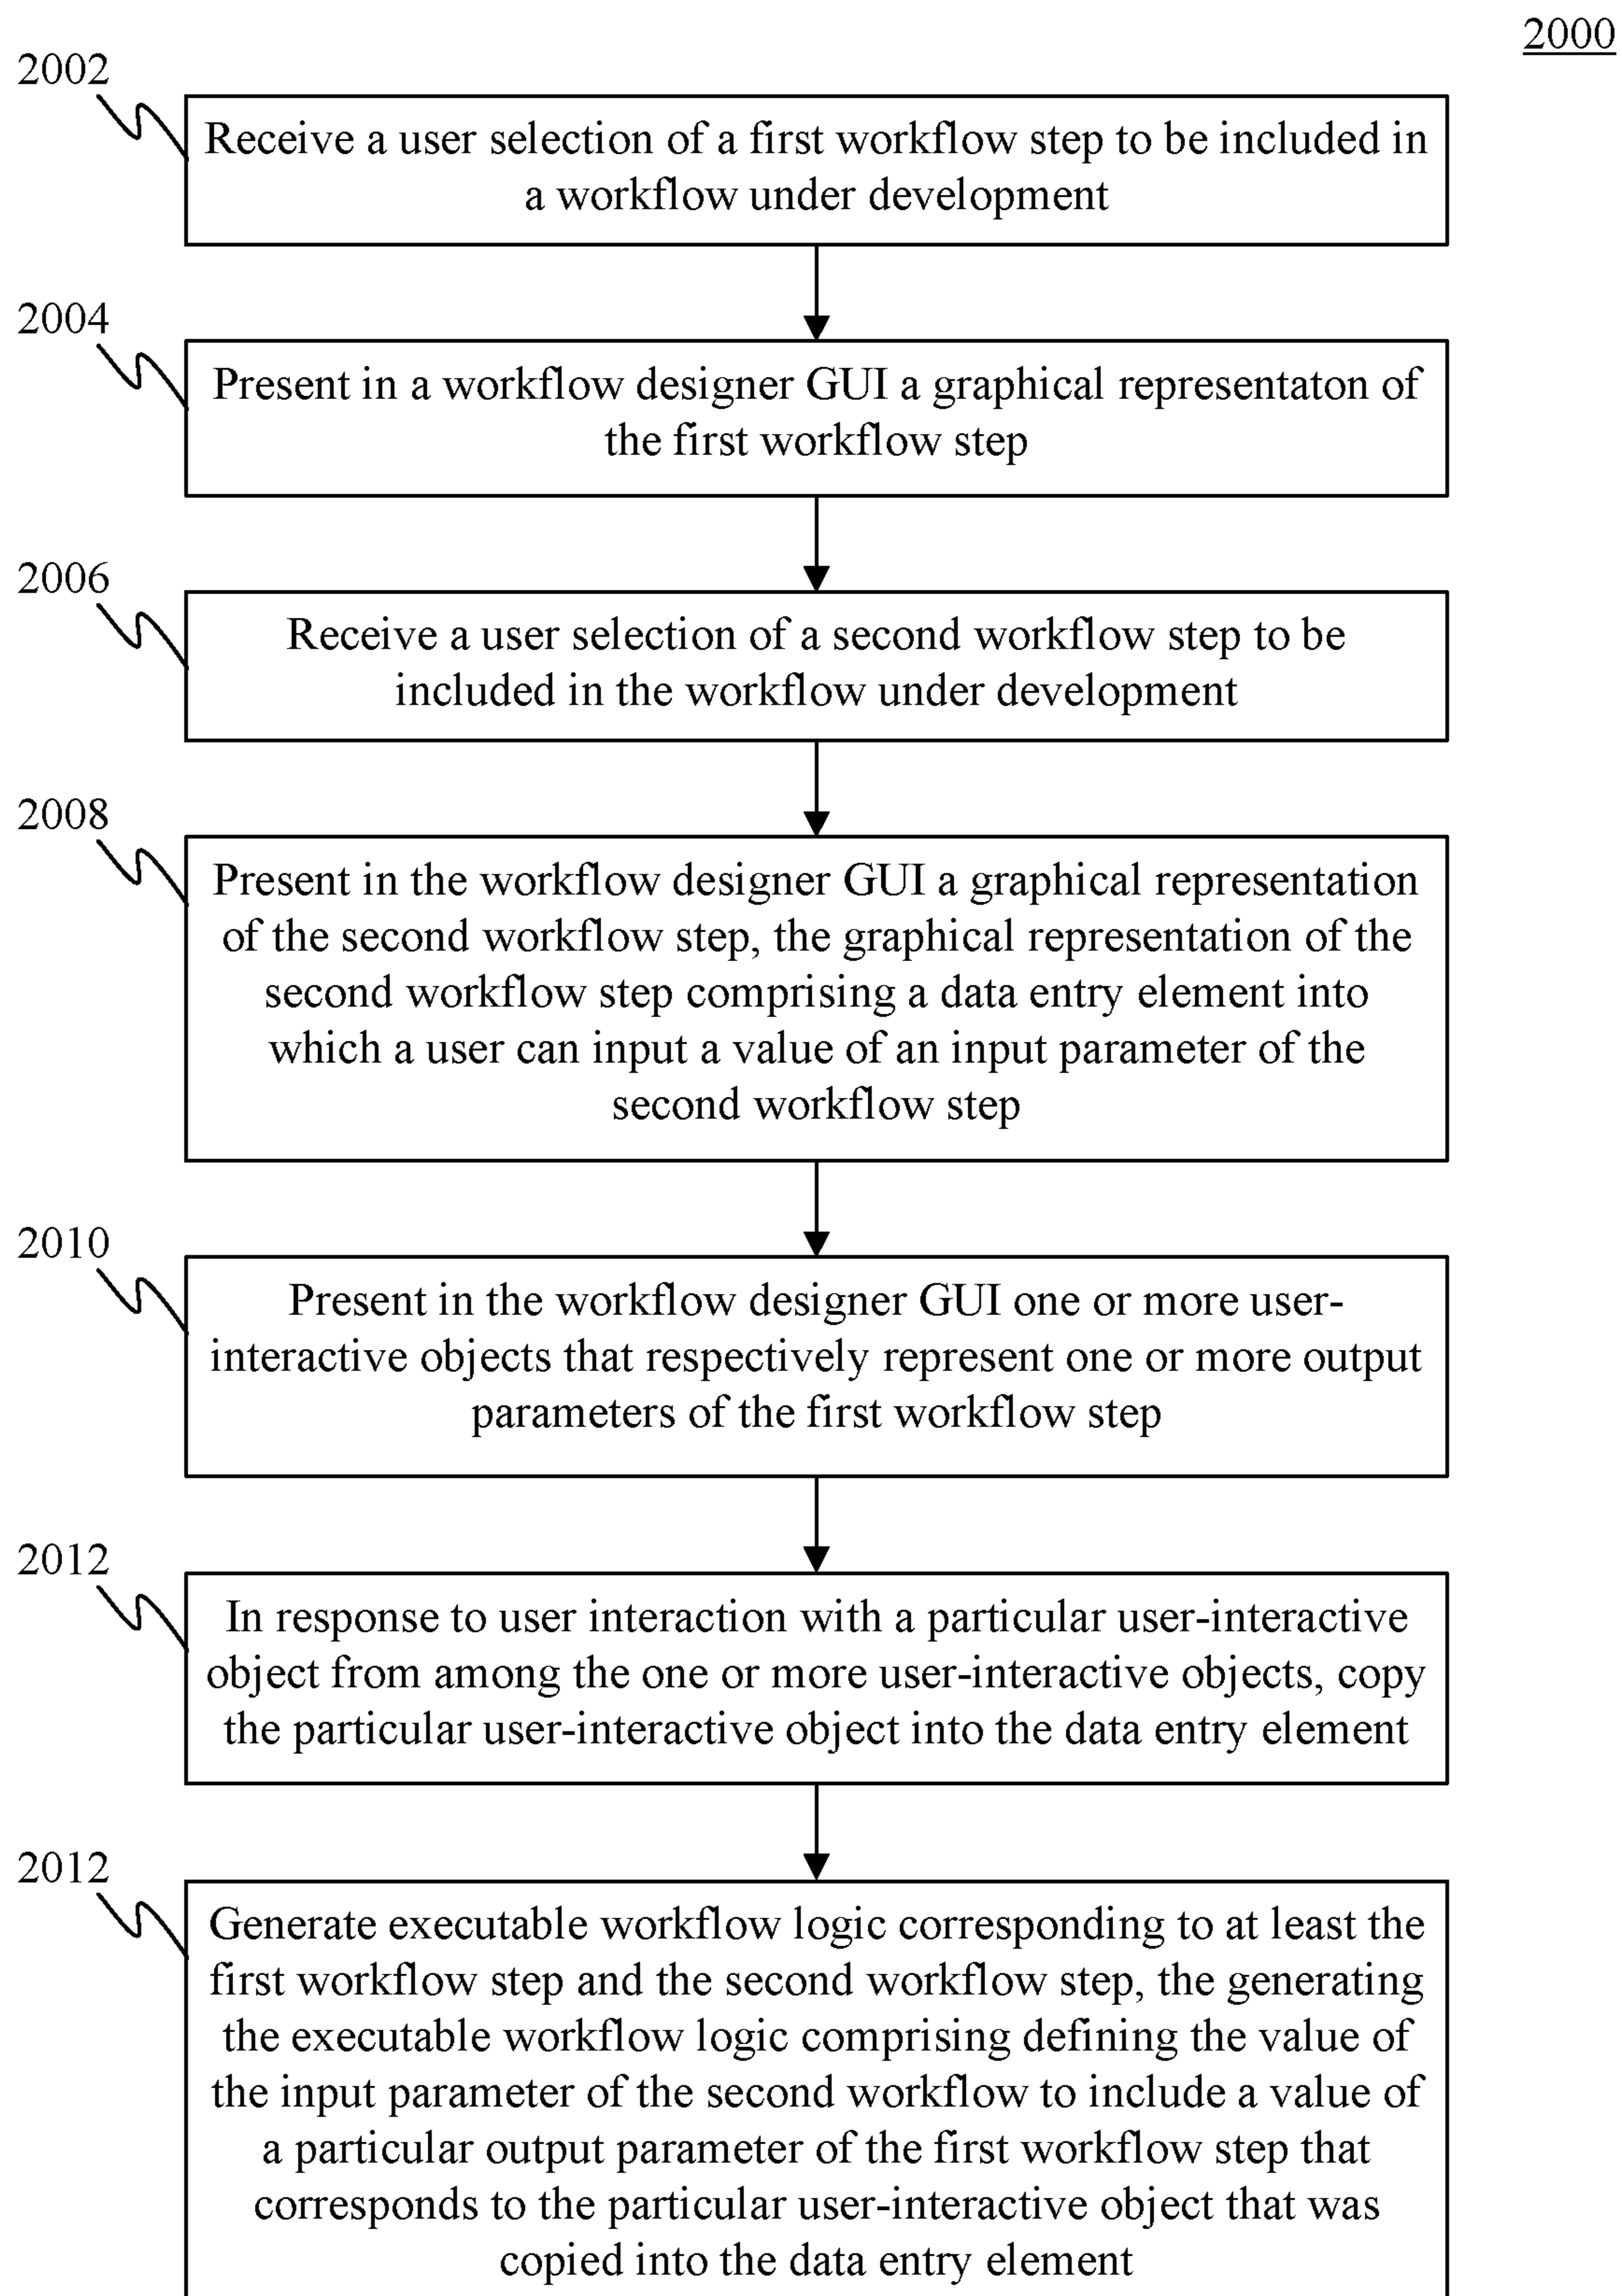 2000
2002
Receive a user selection of a first workflow step to be included in
a workflow under development
2004
Present in a workflow designer GUI a graphical representaton of
the first workflow step
2006
Receive a user selection of a second workflow step to be
included in the workflow under development
2008
Present in the workflow designer GUI a graphical representation
of the second workflow step, the graphical representation of the
second workflow step comprising a data entry element into
which a user can input a value of an input parameter of the
second workflow step
2010
Present in the workflow designer GUI one or more user-
interactive objects that respectively represent one or more output
parameters of the first workflow step
2012
In response to user interaction with a particular user-interactive
object from among the one or more user-interactive objects, copy
the particular user-interactive object into the data entry element
2012
Generate executable workflow logic corresponding to at least the
first workflow step and the second workflow step, the generating
the executable workflow logic comprising defining the value of
the input parameter of the second workflow to include a value of
a particular output parameter of the first workflow step that
corresponds to the particular user-interactive object that was
copied into the data entry element